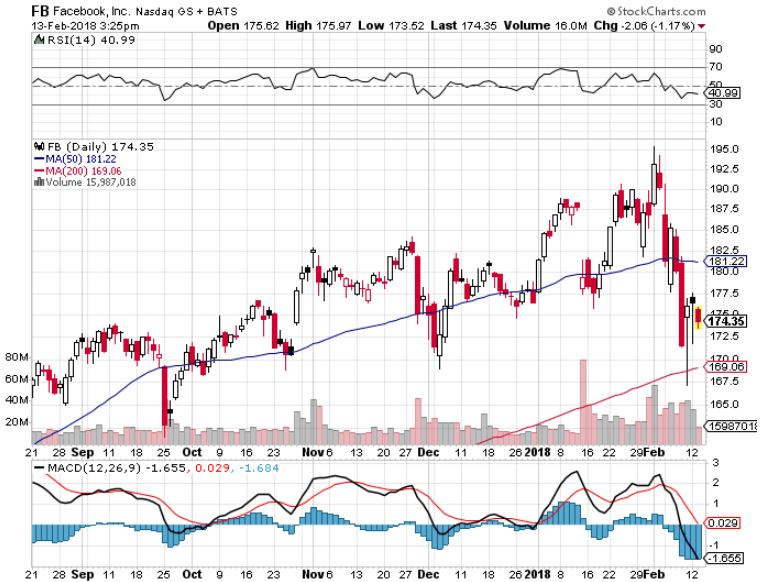 FB Facebook, Inc. Nasdaq GS + BATS © StockCharts.com
13-Feb-2018 3:25pm Open 175.62 High 175.97 Low 173.52 Last 174.35 Volume 16.0M Chg -2.06 (-1.17%)
RSI(14) 40.99
90
70
50
40.99
30
10
FB (Daily) 174.35
MA(50) 181.22
MA(200) 169.06
Volume 15,987,018
195.0
192.5
190.0
187.5
185.0
182.5
181.22
180.0
177.5
175.0
174.35
172.5
170.0
169.06
167.5
165.0
80M
60M
40M
20M
15987018
21 28 Sep 11 18 25 Oct 9 16 23 Nov 6 13 20 27 Dec 11 18 26 2018 8 16 22 29 Feb 12
MACD(12,26,9) -1.655, 0.029, -1.684
3
2
1
0.029
-1
-1.655
21 28 Sep 11 18 25 Oct 9 16 23 Nov 6 13 20 27 Dec 11 18 26 2018 8 16 22 29 Feb 12